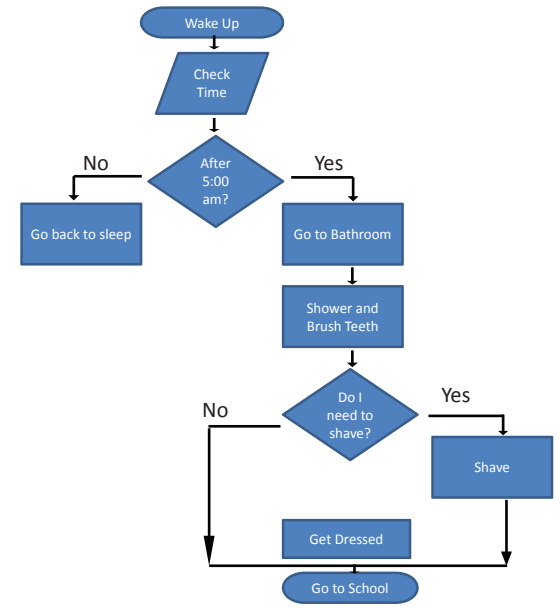 Wake Up
Check
Time
After
5:00
am?
No
Yes
Go back to sleep
Go to Bathroom
Shower and
Brush Teeth
Do I
need to
shave?
No
Yes
Shave
Get Dressed
Go to School